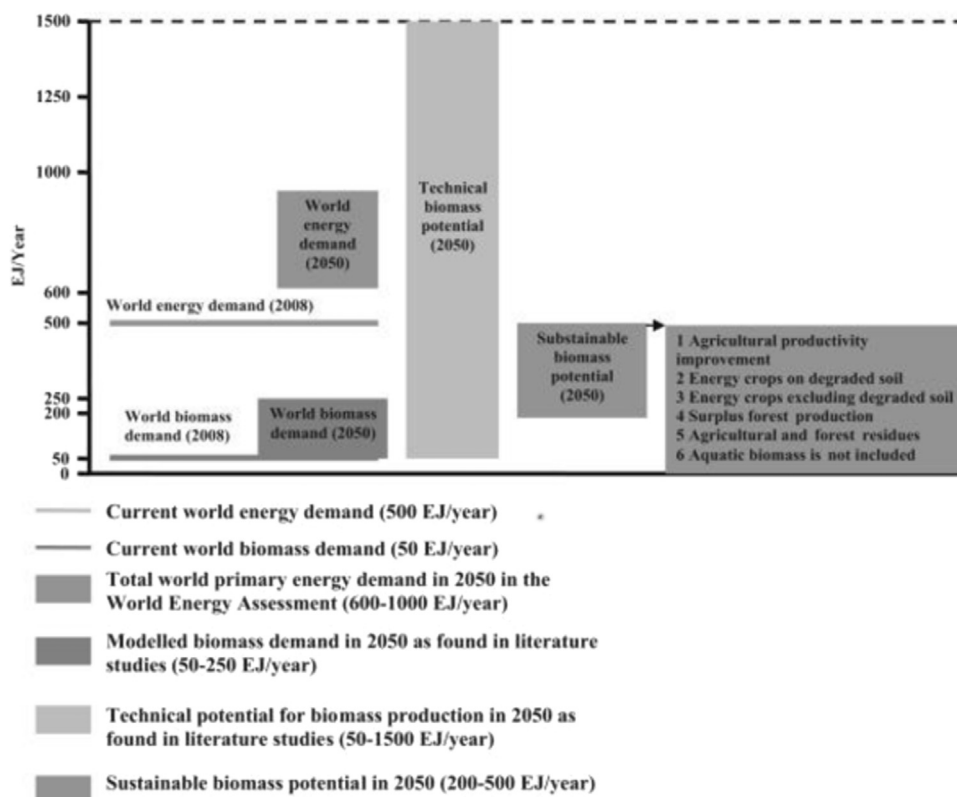 1500
1250
1000
600
500
250
200
50
0
EJ/Year
World
energy
demand
(2050)
Technical
biomass
potential
(2050)
World energy demand (2008)
Substainable
biomass
potential
(2050)
1 Agricultural productivity
improvement
2 Energy crops on degraded soil
3 Energy crops excluding degraded soil
4 Surplus forest production
5 Agricultural and forest residues
6 Aquatic biomass is not included
World biomass
demand (2008)
World biomass
demand (2050)
Current world energy demand (500 EJ/year)
Current world biomass demand (50 EJ/year)
Total world primary energy demand in 2050 in the
World Energy Assessment (600-1000 EJ/year)
Modelled biomass demand in 2050 as found in literature
studies (50-250 EJ/year)
Technical potential for biomass production in 2050 as
found in literature studies (50-1500 EJ/year)
Sustainable biomass potential in 2050 (200-500 EJ/year)